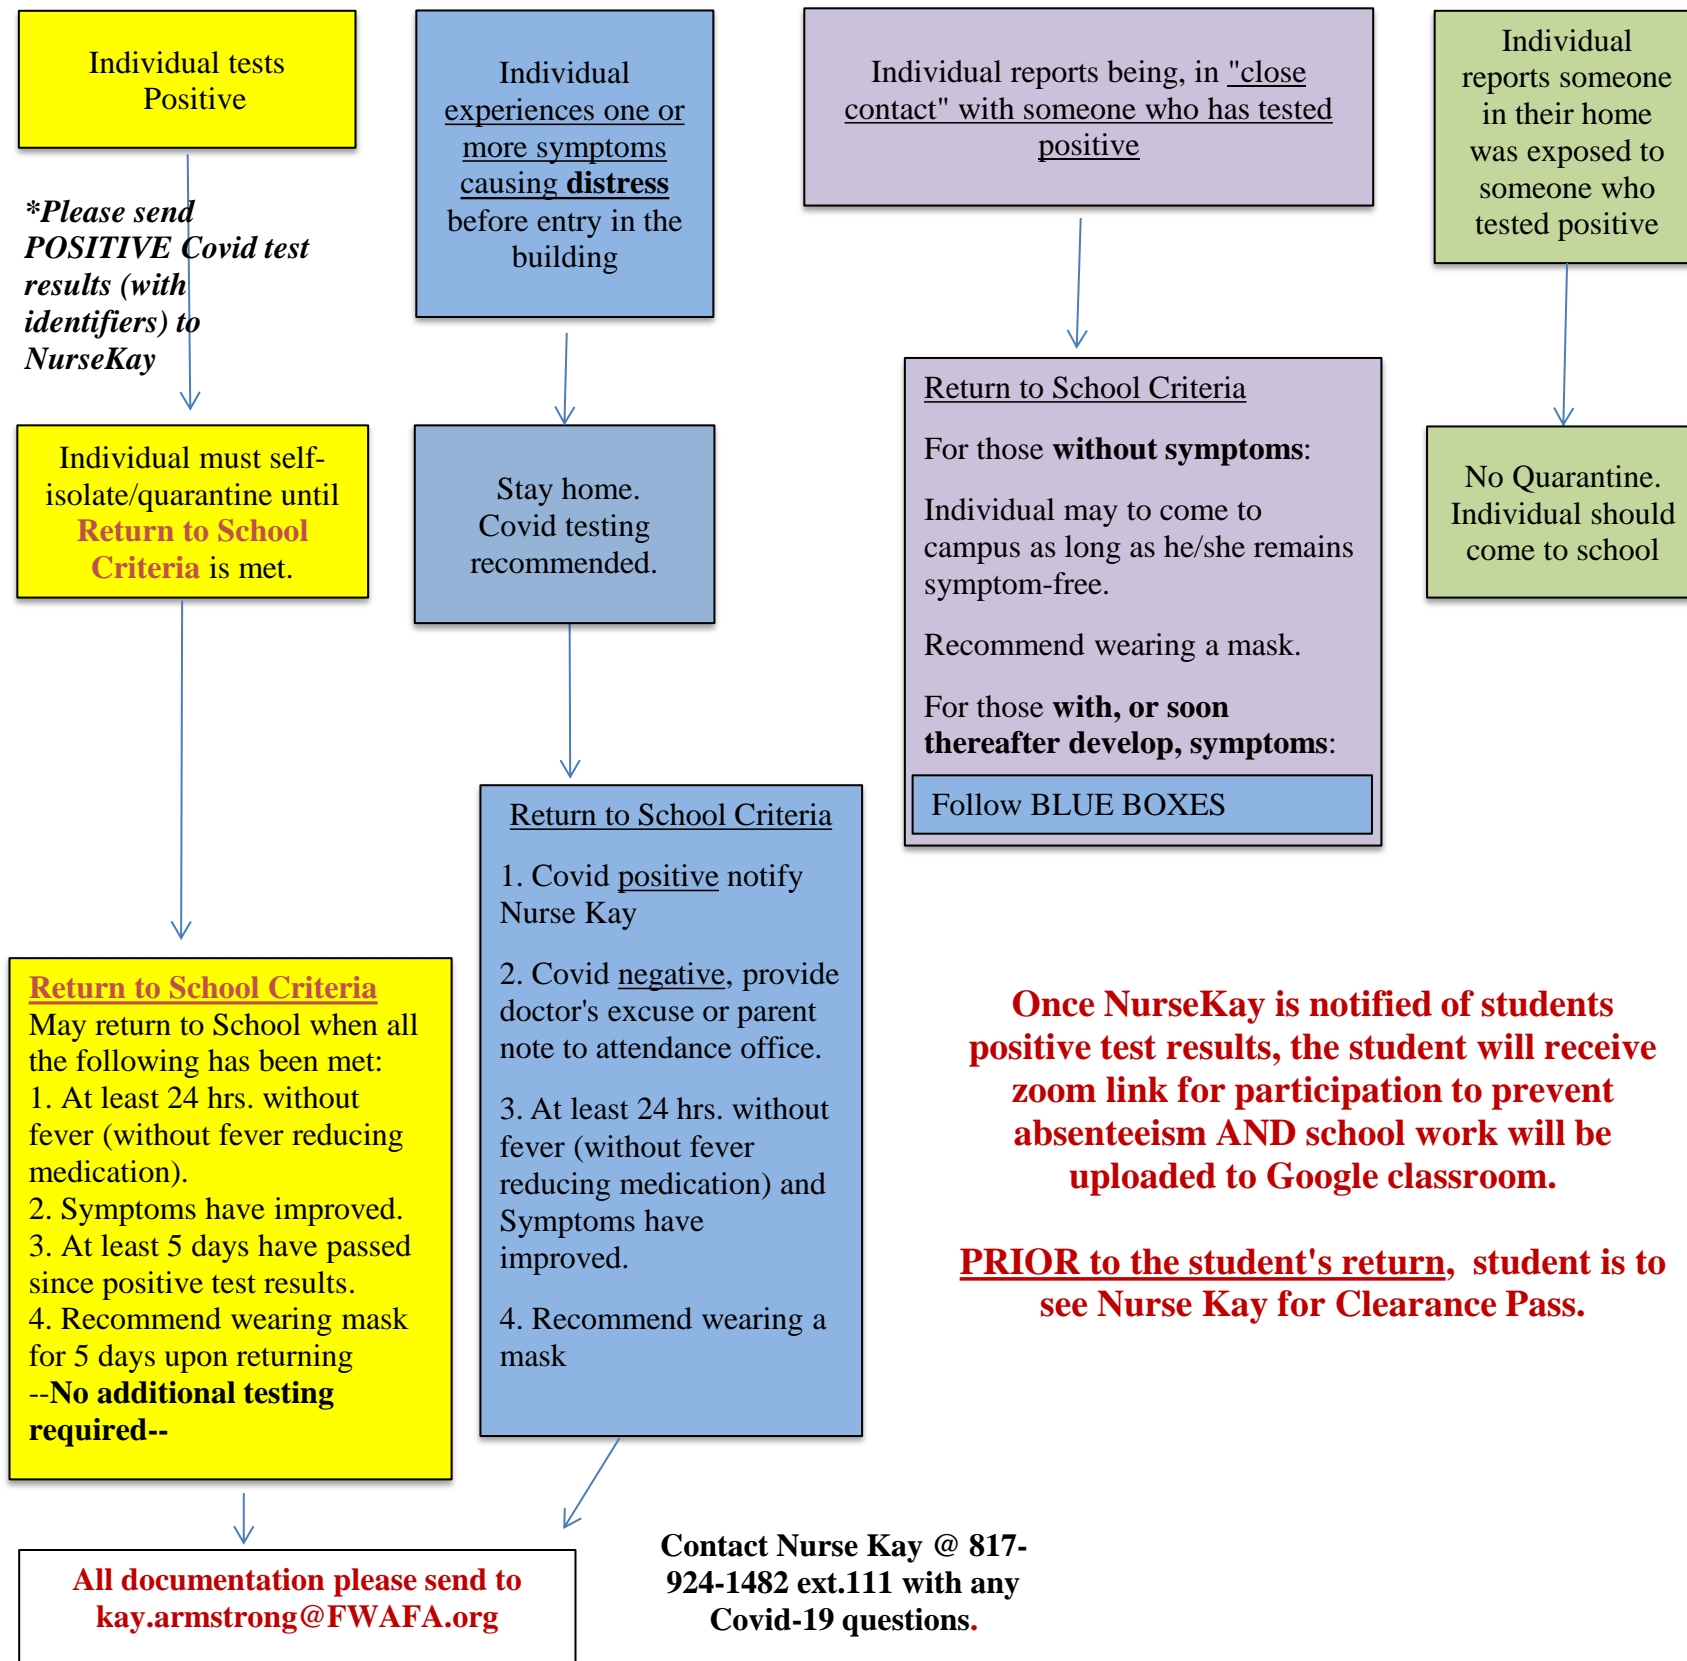 Individual tests
Positive
*Please send
POSITIVE Covid test
results (with
identifiers) to
NurseKay
Individual must self-
isolate/quarantine until
Return to School
Criteria is met.
Return to School Criteria
May return to School when all
the following has been met:
1. At least 24 hrs. without
fever (without fever reducing
medication).
2. Symptoms have improved.
3. At least 5 days have passed
since positive test results.
4. Recommend wearing mask
for 5 days upon returning
--No additional testing
required--
Individual
experiences one or
more symptoms
causing distress
before entry in the
building
Stay home.
Covid testing
recommended.
Return to School Criteria
1. Covid positive notify
Nurse Kay
2. Covid negative, provide
doctor's excuse or parent
note to attendance office.
3. At least 24 hrs. without
fever (without fever
reducing medication) and
Symptoms have
improved.
4. Recommend wearing a
mask
All documentation please send to
kay.armstrong@FWAFA.org
Individual reports being, in "close
contact" with someone who has tested
positive
Return to School Criteria
For those without symptoms:
Individual may to come to
campus as long as he/she remains
symptom-free.
Recommend wearing a mask.
For those with, or soon
thereafter develop, symptoms:
Follow BLUE BOXES
Individual
reports someone
in their home
was exposed to
someone who
tested positive
No Quarantine.
Individual should
come to school
Once NurseKay is notified of students
positive test results, the student will receive
zoom link for participation to prevent
absenteeism AND school work will be
uploaded to Google classroom.
PRIOR to the student's return, student is to
see Nurse Kay for Clearance Pass.
Contact Nurse Kay @ 817-
924-1482 ext.111 with any
Covid-19 questions.